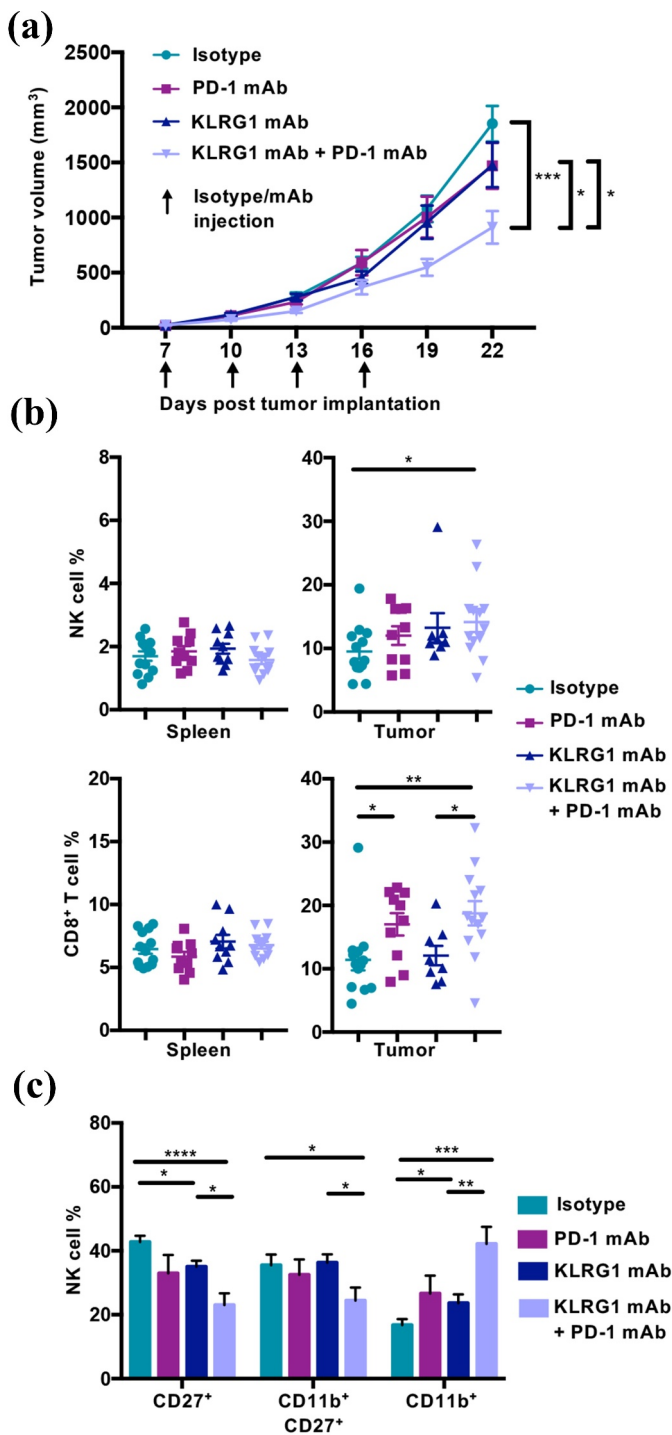 (a)
Isotype
PD-1 mAb
KLRG1 mAb
KLRG1 mAb + PD-1 mAb
Isotype/mAb
injection
Tumor volume (mm³)
2500
2000
1500
1000
500
0
***
*
*
7 10 13 16 19 22
Days post tumor implantation
(b)
NK cell %
8
6
4
2
0
Spleen
40
30
20
10
0
*
Tumor
Isotype
PD-1 mAb
KLRG1 mAb
KLRG1 mAb
+ PD-1 mAb
CD8⁺ T cell %
20
15
10
5
0
Spleen
40
30
20
10
0
**
* *
Tumor
(c)
NK cell %
80
60
40
20
0
**** * ***
* * * * **
CD27⁺ CD11b⁺ CD11b⁺
CD27⁺
Isotype
PD-1 mAb
KLRG1 mAb
KLRG1 mAb
+ PD-1 mAb